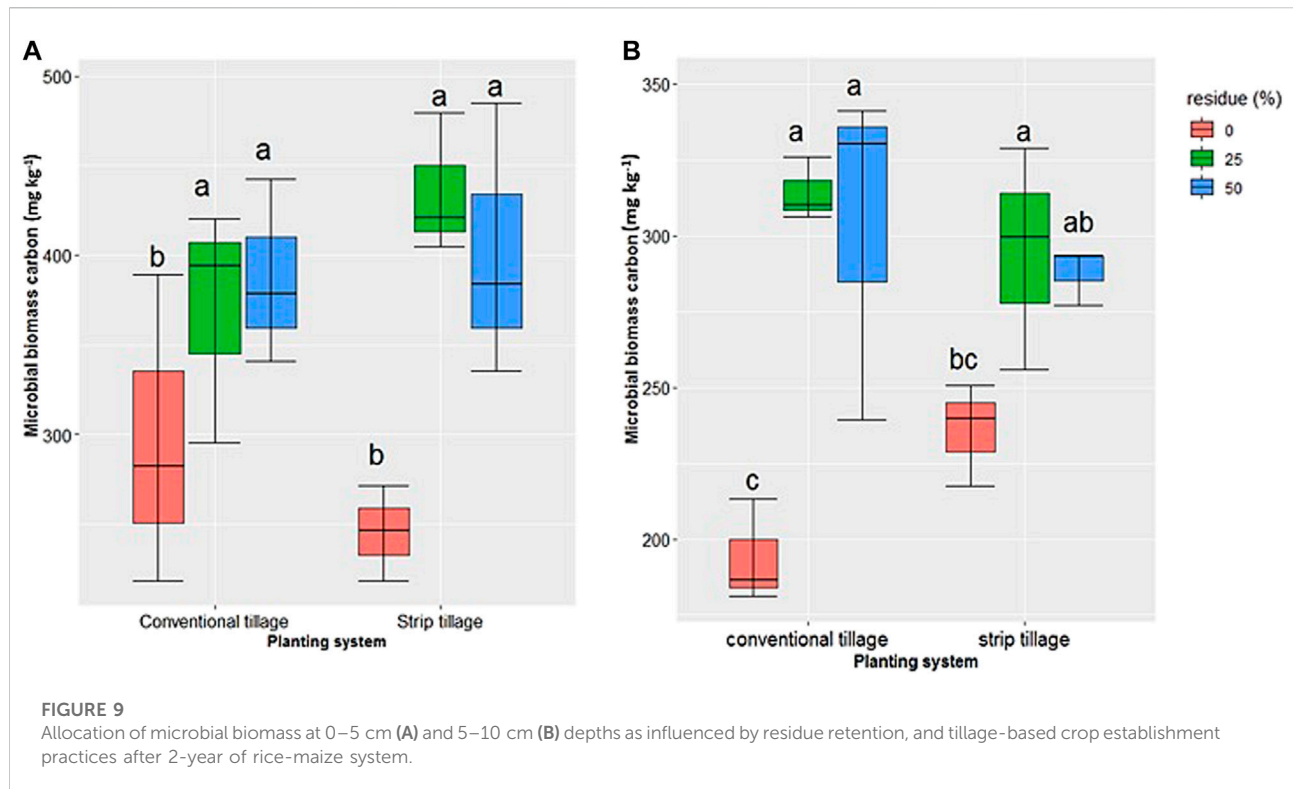 A
Microbial biomass carbon (mg kg⁻¹)
500
400
300
b
a
a
b
a
a
Conventional tillage
Strip tillage
Planting system
B
Microbial biomass carbon (mg kg⁻¹)
350
300
250
200
c
a
a
bc
a
ab
conventional tillage
strip tillage
Planting system
residue (%)
0
25
50
FIGURE 9
Allocation of microbial biomass at 0–5 cm (A) and 5–10 cm (B) depths as influenced by residue retention, and tillage-based crop establishment
practices after 2-year of rice-maize system.